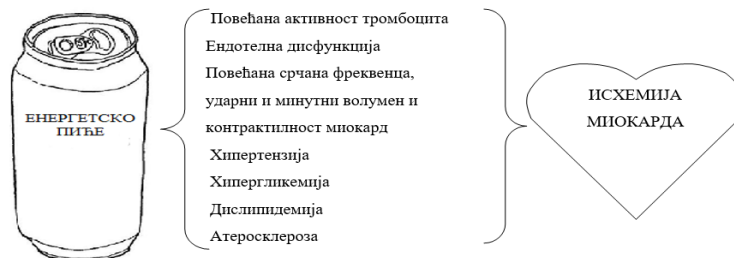 ЕНЕРГЕТСКО
ПИЋЕ
Повећана активност тромбоцита
Ендотелна дисфункција
Повећана срчана фреквенца,
ударни и минутни волумен и
контрактилност миокард
Хипертензија
Хипергликемија
Дислипидемија
Атеросклероза
ИСХЕМИЈА
МИОКАРДА